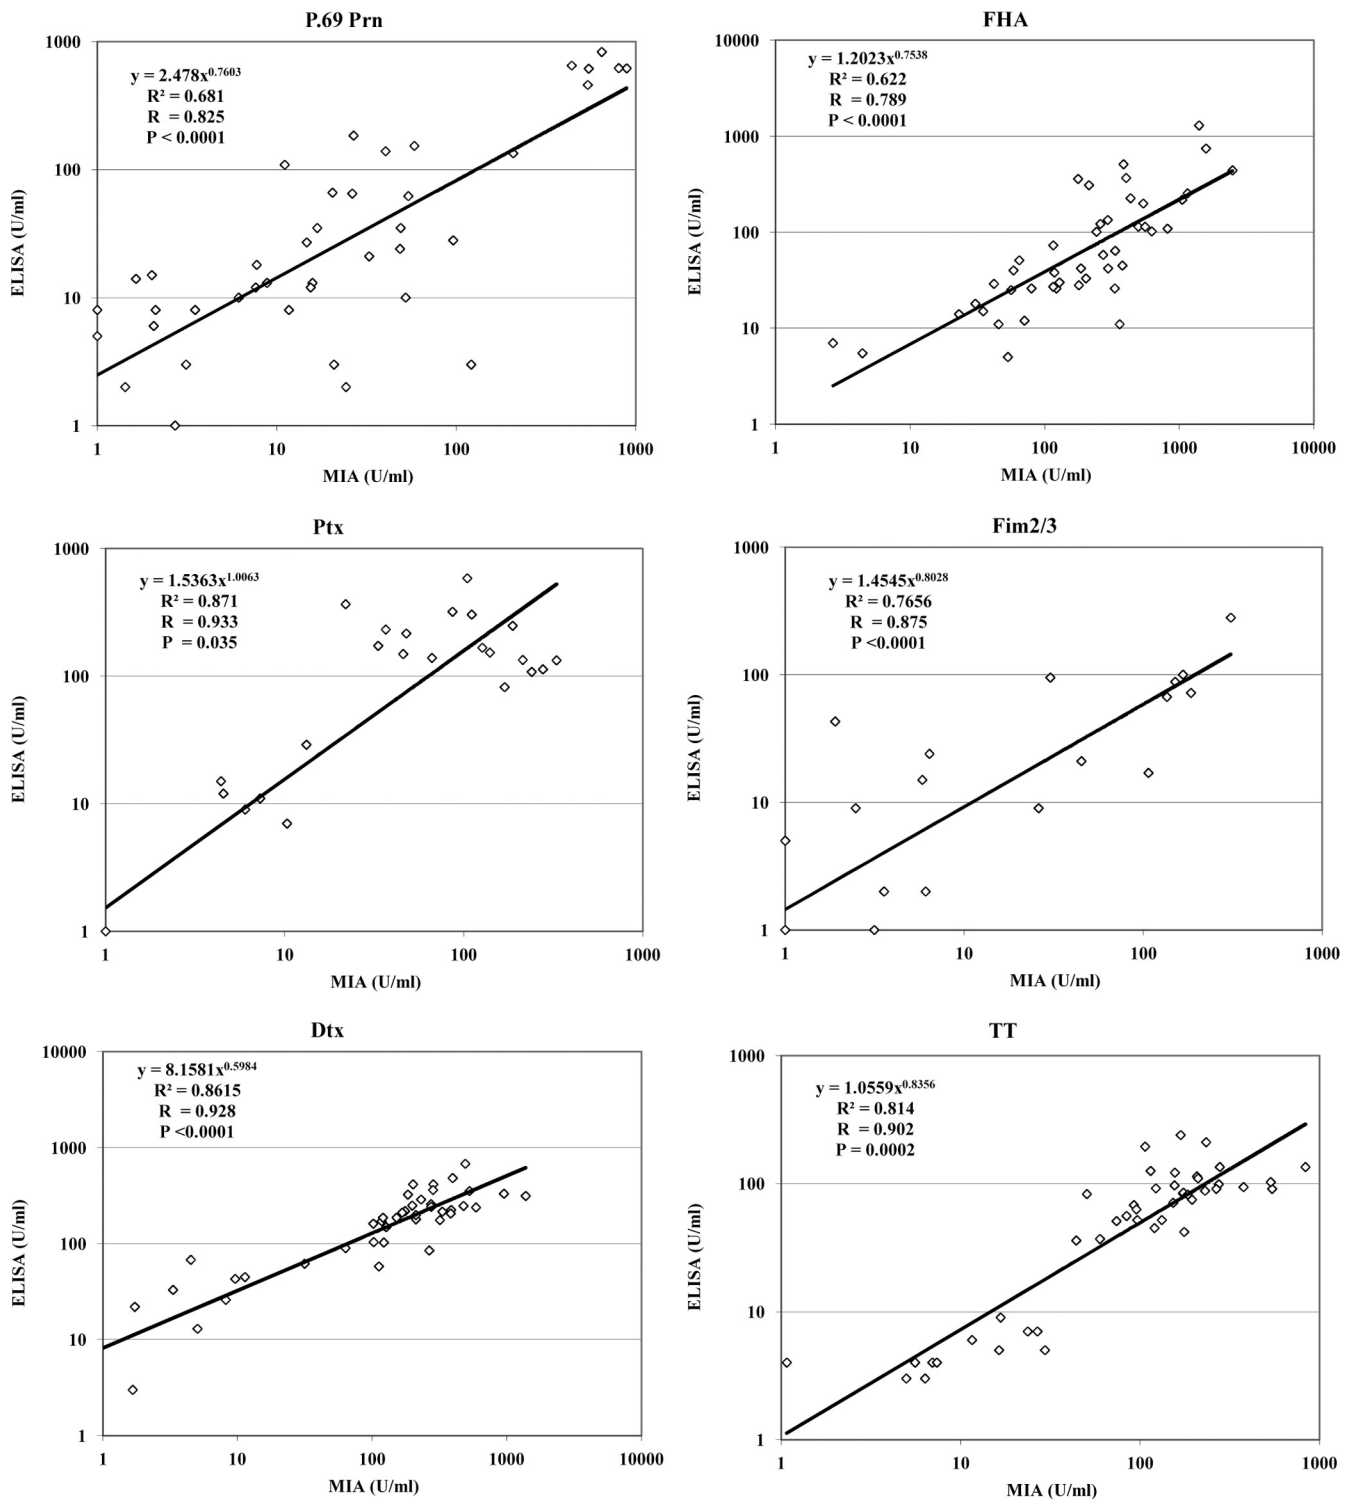 P.69 Prn
1000
100
10
1
y = 2.478x^0.7603
R² = 0.681
R = 0.825
P < 0.0001
ELISA (U/ml)
1 10 100 1000
MIA (U/ml)
FHA
10000
1000
100
10
1
y = 1.2023x^0.7538
R² = 0.622
R = 0.789
P < 0.0001
ELISA (U/ml)
1 10 100 1000 10000
MIA (U/ml)
Ptx
1000
100
10
1
y = 1.5363x^1.0063
R² = 0.871
R = 0.933
P = 0.035
ELISA (U/ml)
1 10 100 1000
MIA (U/ml)
Fim2/3
1000
100
10
1
y = 1.4545x^0.8028
R² = 0.7656
R = 0.875
P <0.0001
ELISA (U/ml)
1 10 100 1000
MIA (U/ml)
Dtx
10000
1000
100
10
1
y = 8.1581x^0.5984
R² = 0.8615
R = 0.928
P <0.0001
ELISA (U/ml)
1 10 100 1000 10000
MIA (U/ml)
TT
1000
100
10
1
y = 1.0559x^0.8356
R² = 0.814
R = 0.902
P = 0.0002
ELISA (U/ml)
1 10 100 1000
MIA (U/ml)